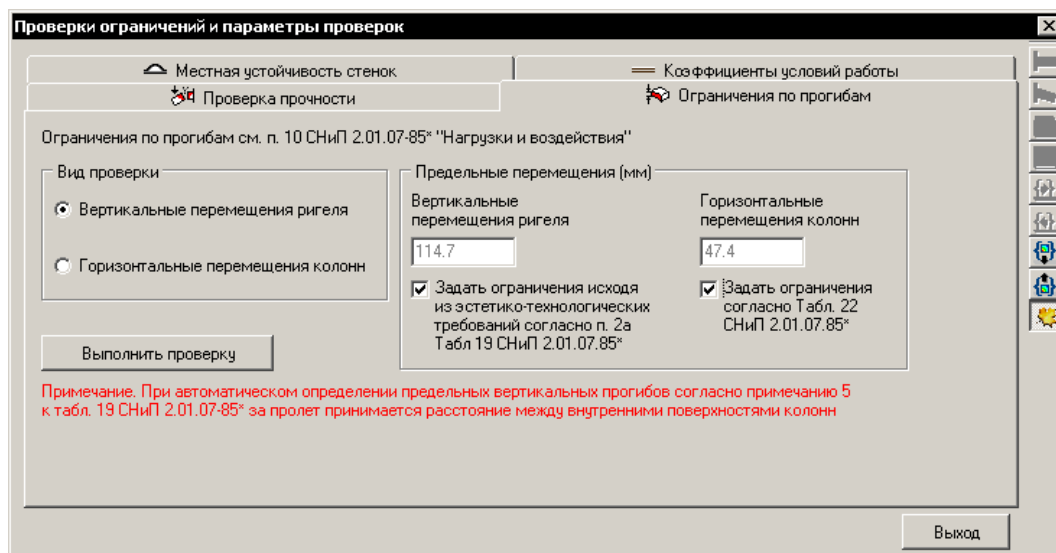 Проверки ограничений и параметры проверок
Местная устойчивость стенок
Коэффициенты условий работы
Проверка прочности
Ограничения по прогибам
Ограничения по прогибам см. п. 10 СНиП 2.01.07-85* "Нагрузки и воздействия"
Вид проверки
Вертикальные перемещения ригеля
Горизонтальные перемещения колонн
Выполнить проверку
Предельные перемещения (мм)
Вертикальные
перемещения ригеля
114.7
Задать ограничения исходя
из эстетико-технологических
требований согласно п. 2а
Табл 19 СНиП 2.01.07.85*
Горизонтальные
перемещения колонн
47.4
Задать ограничения
согласно Табл. 22
СНиП 2.01.07.85*
Примечание. При автоматическом определении предельных вертикальных прогибов согласно примечанию 5
к табл. 19 СНиП 2.01.07-85* за пролет принимается расстояние между внутренними поверхностями колонн
Выход